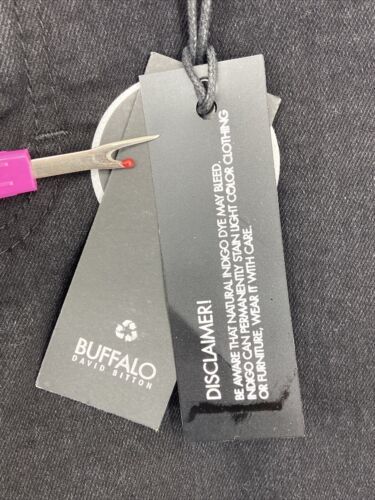 BUFFALO
DAVID BITTON
DISCLAIMER!
BE AWARE THAT NATURAL INDIGO DYE MAY BLEED.
INDIGO CAN PERMANENTLY STAIN LIGHT COLOR CLOTHING
OR FURNITURE, WEAR IT WITH CARE.